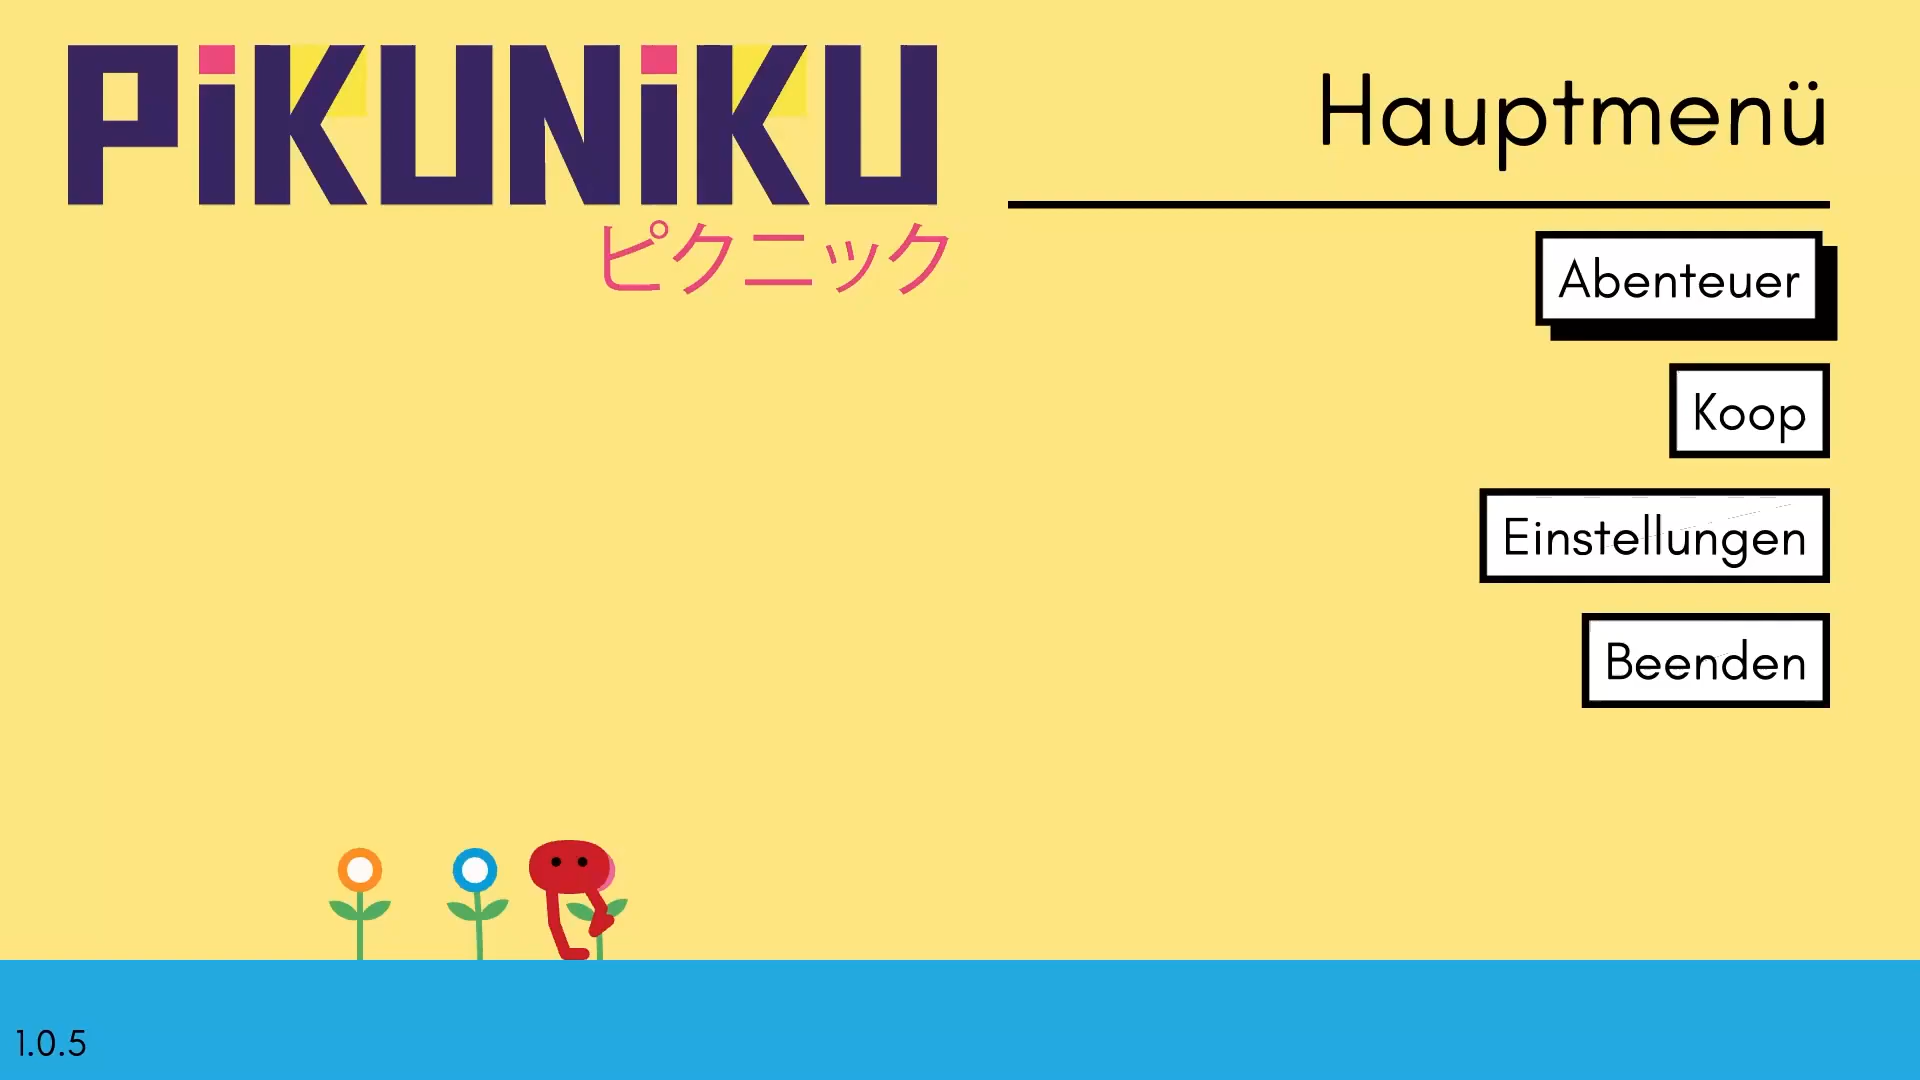 PiKUNiKU
ピクニック
Hauptmenü
Abenteuer
Koop
Einstellungen
Beenden
1.0.5